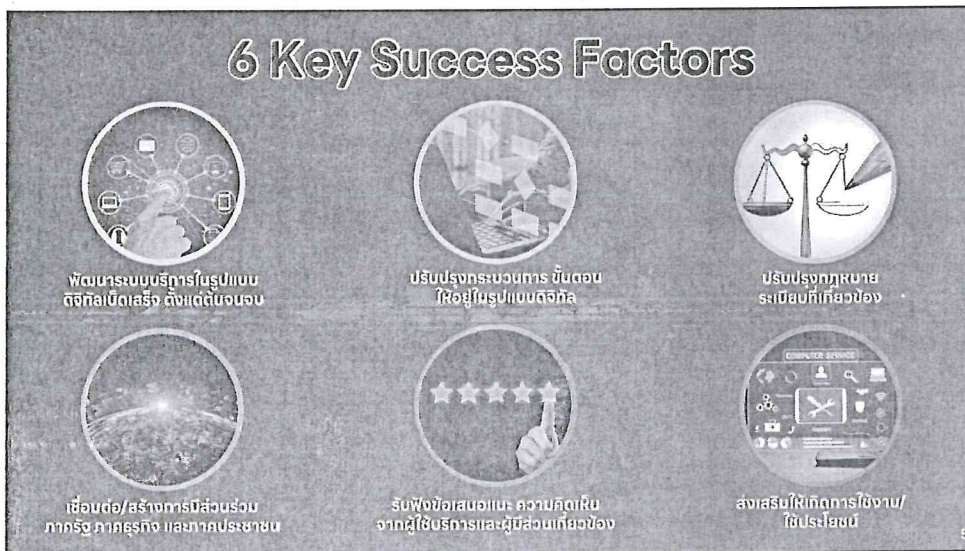 6 Key Success Factors
พัฒนาระบบบริการในรูปแบบ
ดิจิทัลเบ็ดเสร็จ ตั้งแต่ต้นจนจบ
ปรับปรุงกระบวนการ ขั้นตอน
ให้อยู่ในรูปแบบดิจิทัล
ปรับปรุงกฎหมาย
ระเบียบที่เกี่ยวข้อง
COMPUTER SERVICE
เชื่อมต่อ/สร้างการมีส่วนร่วม
ภาครัฐ ภาคธุรกิจ และภาคประชาชน
รับฟังข้อเสนอแนะ ความคิดเห็น
จากผู้ใช้บริการและผู้มีส่วนเกี่ยวข้อง
ส่งเสริมให้เกิดการใช้งาน/
ใช้ประโยชน์